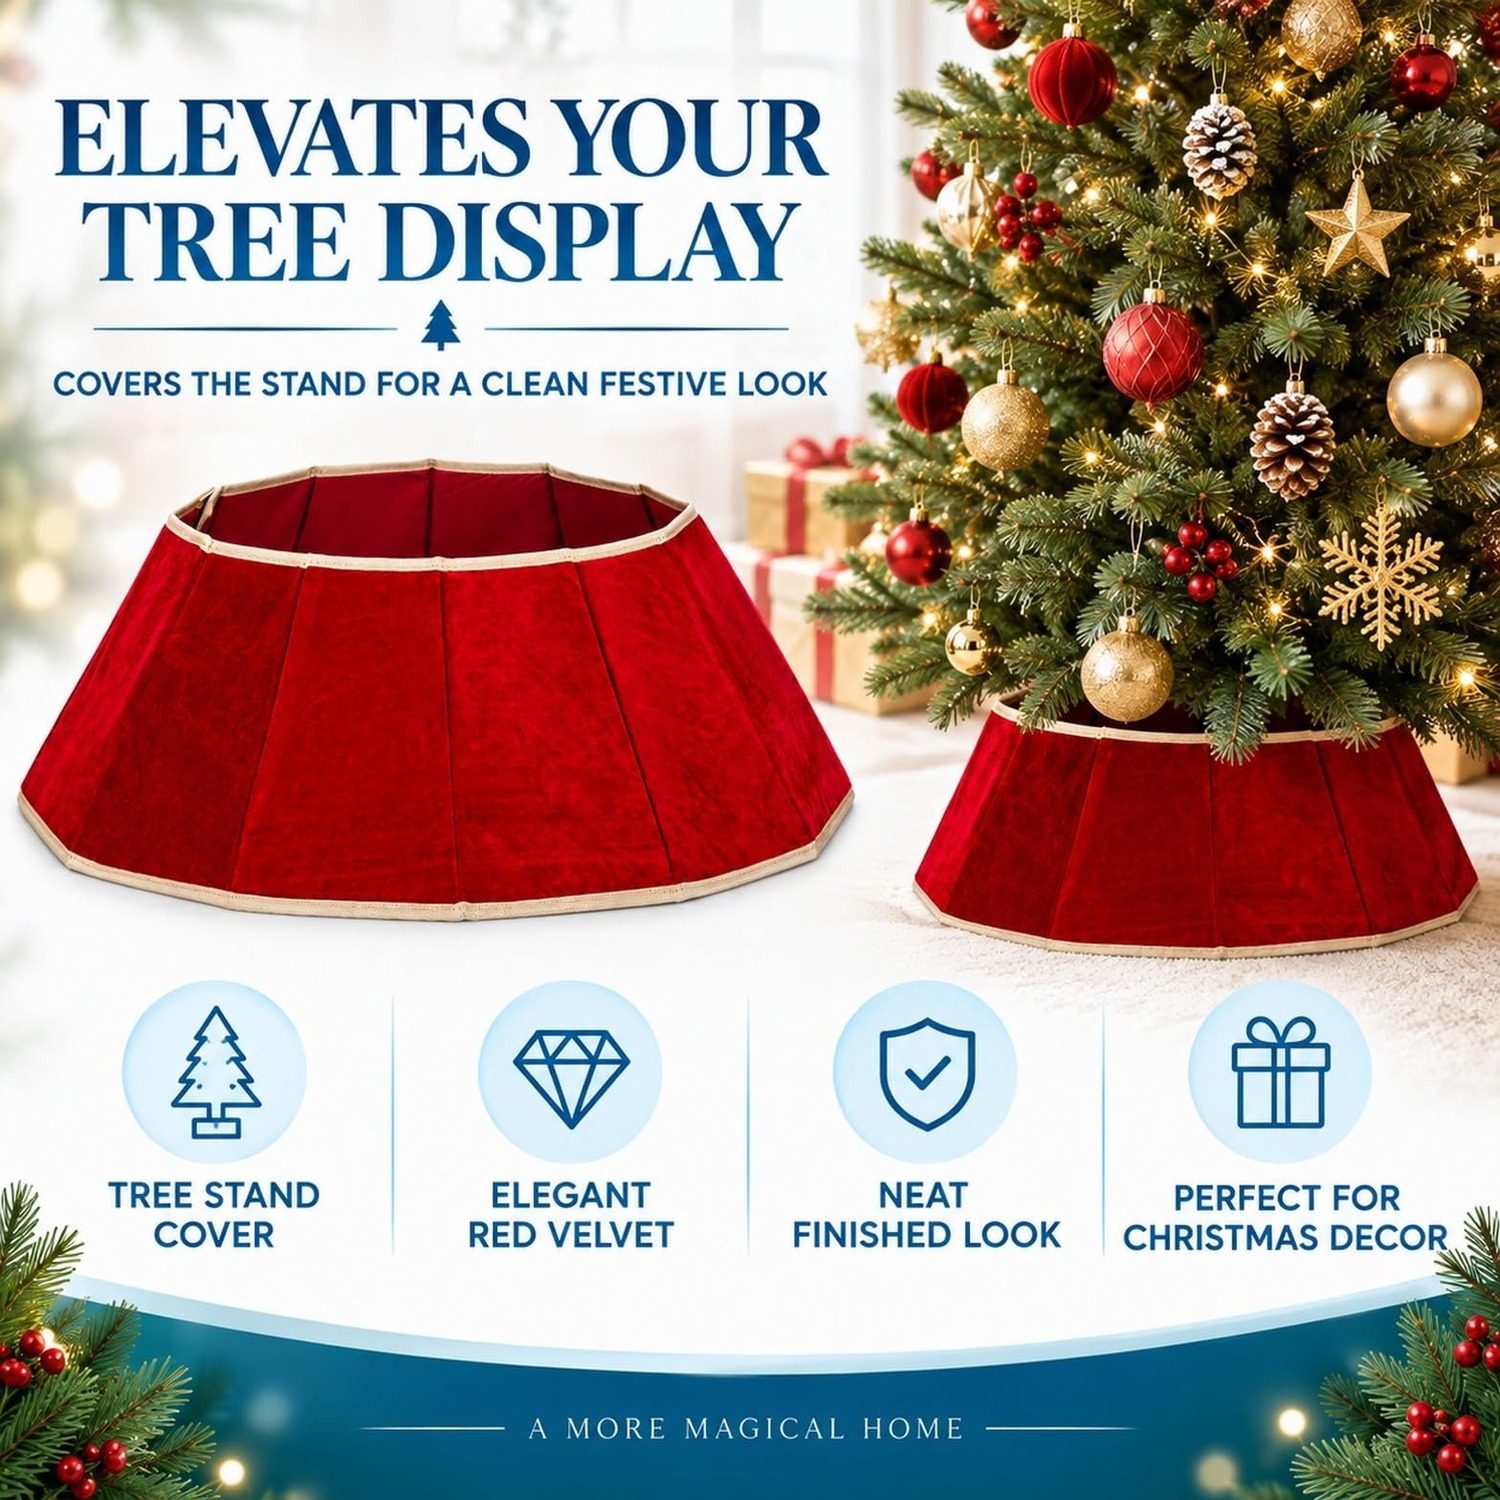 ELEVATES YOUR
TREE DISPLAY
COVERS THE STAND FOR A CLEAN FESTIVE LOOK
TREE STAND
COVER
ELEGANT
RED VELVET
NEAT
FINISHED LOOK
PERFECT FOR
CHRISTMAS DECOR
A MORE MAGICAL HOME